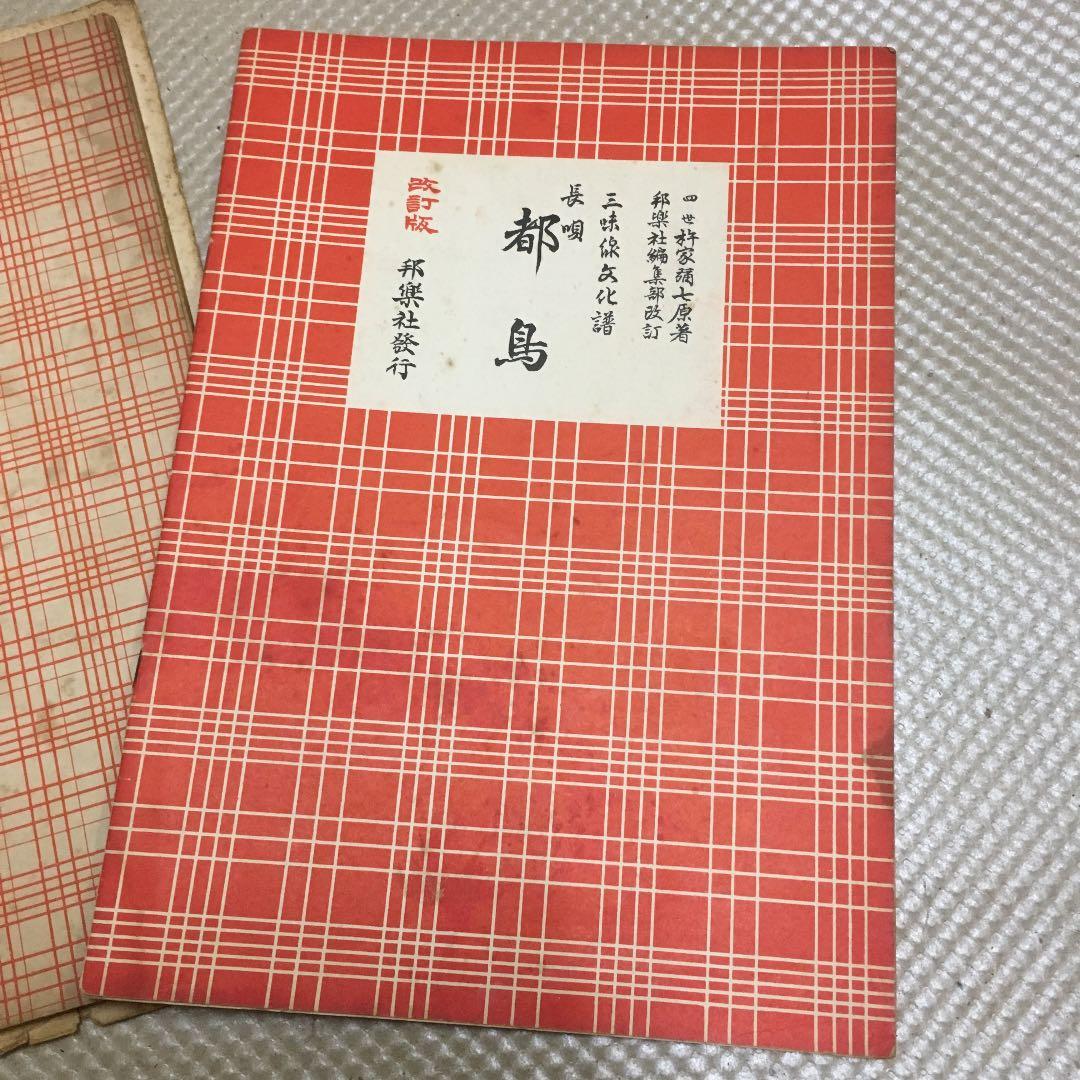 四世杵家彌七原著
邦樂社編集部改訂
三味線文化譜
長唄
都鳥
改訂版
邦樂社發行